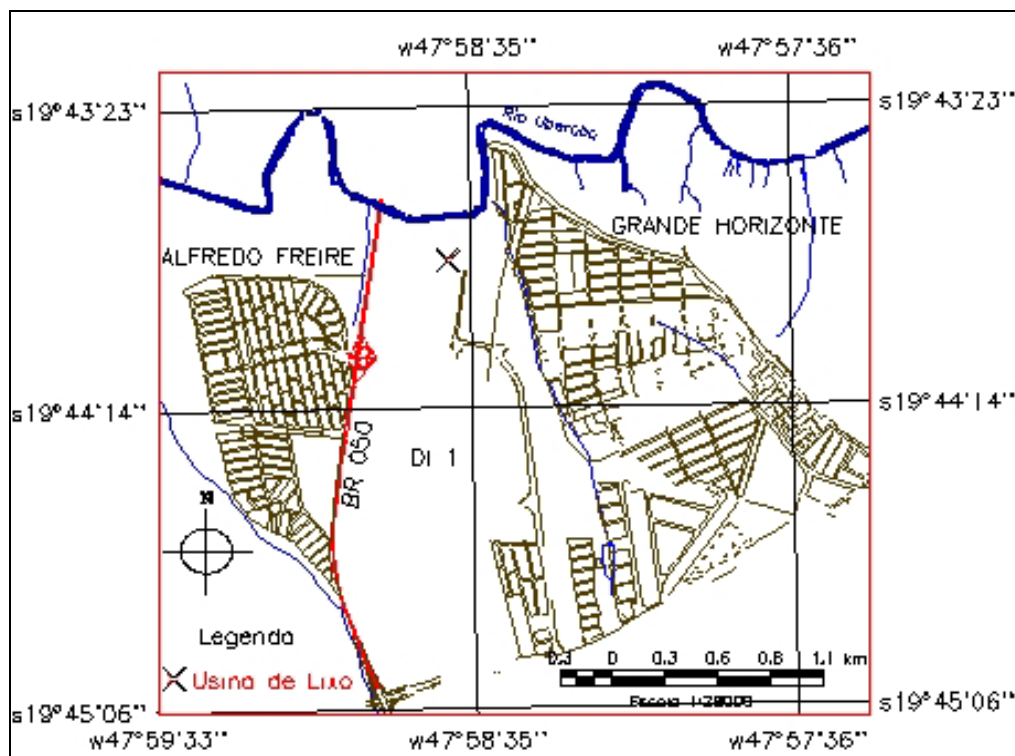 w47°58'35" w47°57'36"
s19°43'23" s19°43'23"
Rio Uberaba
GRANDE HORIZONTE
ALFREDO FREIRE
s19°44'14" s19°44'14"
BR 050
DI 1
N
Legenda
Usina de Lixo
0.3 0 0.3 0.6 0.8 1.1 km
s19°45'06" s19°45'06"
w47°59'33" w47°58'35" w47°57'36"